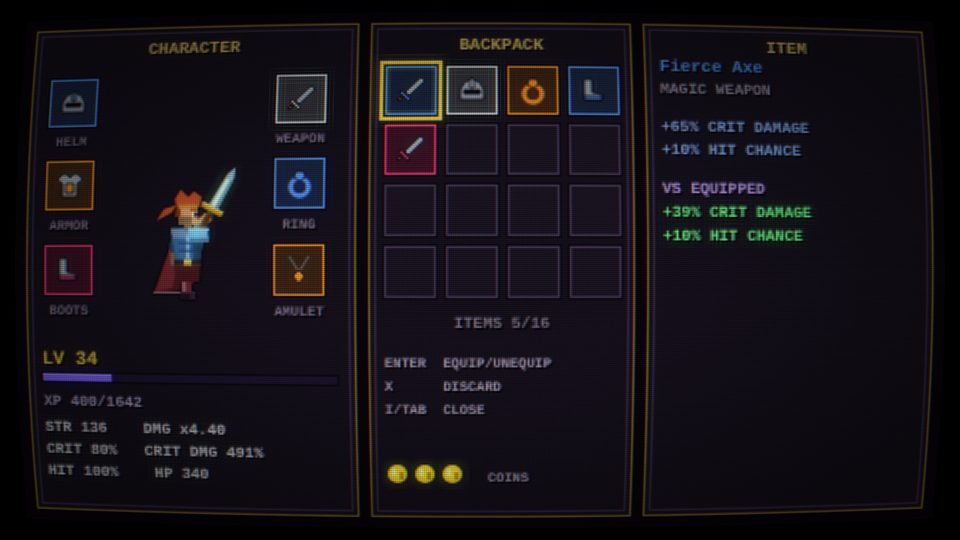 CHARACTER
HELM
WEAPON
ARMOR
RING
BOOTS
AMULET
LV 34
XP 400/1642
STR 136 DMG x4.40
CRIT 80% CRIT DMG 491%
HIT 100% HP 340
BACKPACK
ITEMS 5/16
ENTER EQUIP/UNEQUIP
X DISCARD
I/TAB CLOSE
COINS
ITEM
Fierce Axe
MAGIC WEAPON
+65% CRIT DAMAGE
+10% HIT CHANCE
VS EQUIPPED
+39% CRIT DAMAGE
+10% HIT CHANCE